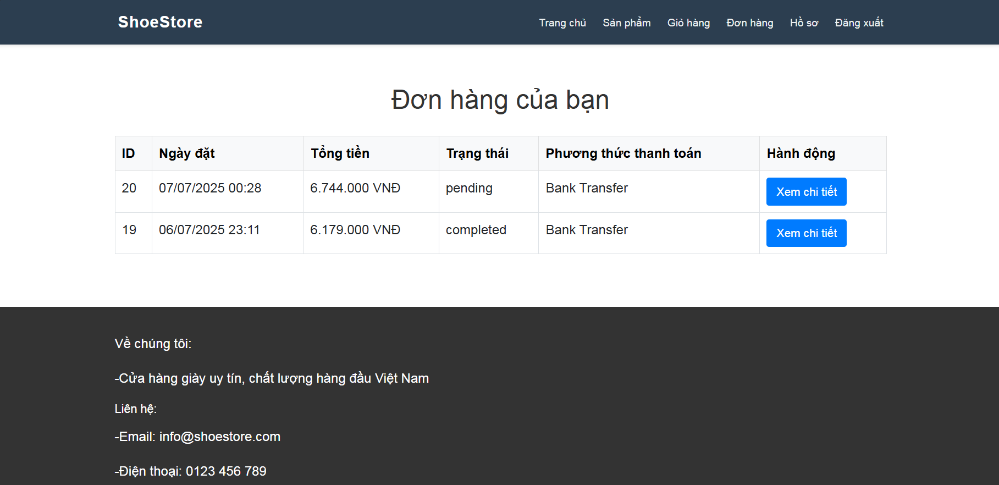 ShoeStore Trang chủ Sản phẩm Giỏ hàng Đơn hàng Hồ sơ Đăng xuất
Đơn hàng của bạn
ID Ngày đặt Tổng tiền Trạng thái Phương thức thanh toán Hành động
20 07/07/2025 00:28 6.744.000 VNĐ pending Bank Transfer Xem chi tiết
19 06/07/2025 23:11 6.179.000 VNĐ completed Bank Transfer Xem chi tiết
Về chúng tôi:
-Cửa hàng giày uy tín, chất lượng hàng đầu Việt Nam
Liên hệ:
-Email: info@shoestore.com
-Điện thoại: 0123 456 789